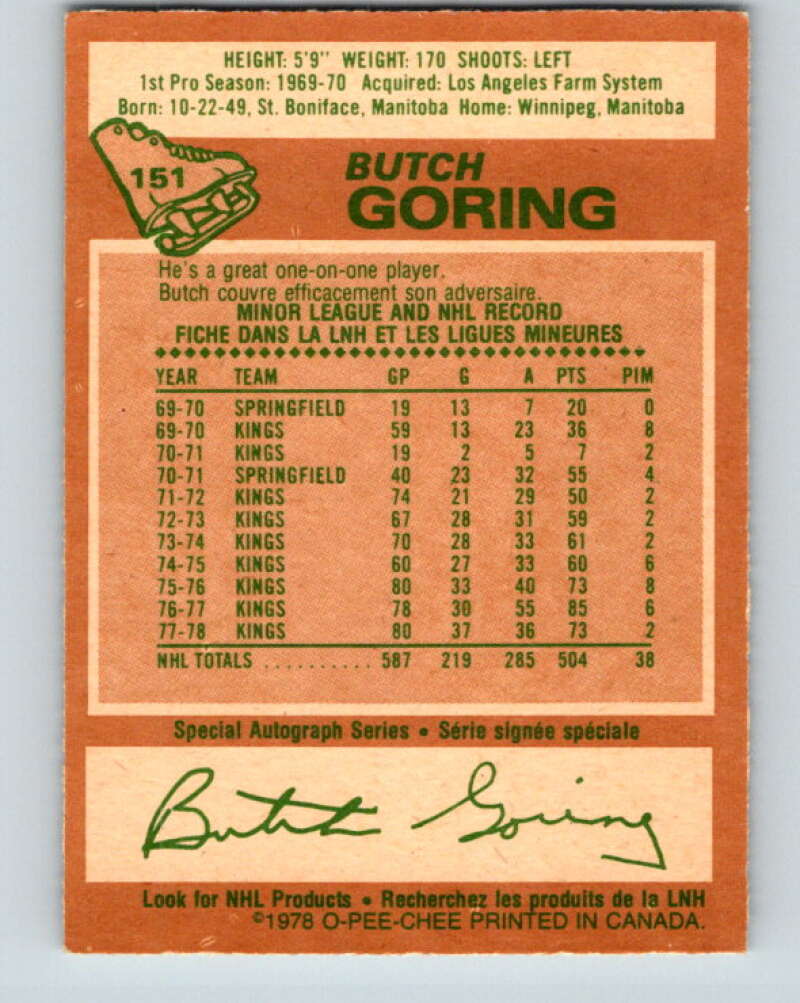 HEIGHT: 5'9" WEIGHT: 170 SHOOTS: LEFT
1st Pro Season: 1969-70 Acquired: Los Angeles Farm System
Born: 10-22-49, St. Boniface, Manitoba Home: Winnipeg, Manitoba
151
BUTCH
GORING
He's a great one-on-one player.
Butch couvre efficacement son adversaire.
MINOR LEAGUE AND NHL RECORD
FICHE DANS LA LNH ET LES LIGUES MINEURES
YEAR TEAM GP G A PTS PIM
69-70 SPRINGFIELD 19 13 7 20 0
69-70 KINGS 59 13 23 36 8
70-71 KINGS 19 2 5 7 2
70-71 SPRINGFIELD 40 23 32 55 4
71-72 KINGS 74 21 29 50 2
72-73 KINGS 67 28 31 59 2
73-74 KINGS 70 28 33 61 2
74-75 KINGS 60 27 33 60 6
75-76 KINGS 80 33 40 73 8
76-77 KINGS 78 30 55 85 6
77-78 KINGS 80 37 36 73 2
NHL TOTALS .......... 587 219 285 504 38
Special Autograph Series • Série signée spéciale
Butch Goring
Look for NHL Products • Recherchez les produits de la LNH
©1978 O-PEE-CHEE PRINTED IN CANADA.